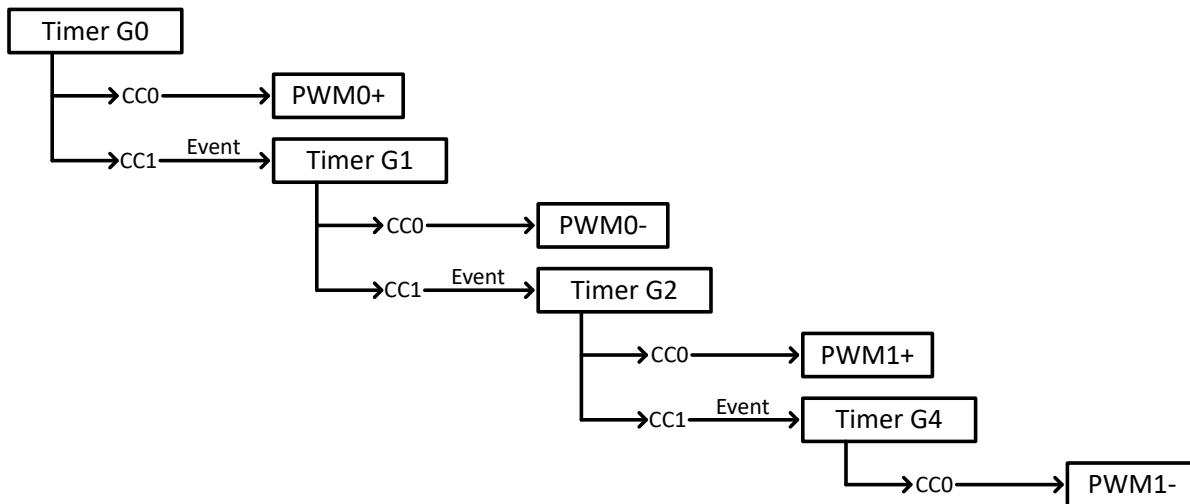 Timer G0
CC0
PWM0+
CC1
Event
Timer G1
CC0
PWM0-
CC1
Event
Timer G2
CC0
PWM1+
CC1
Event
Timer G4
CC0
PWM1-